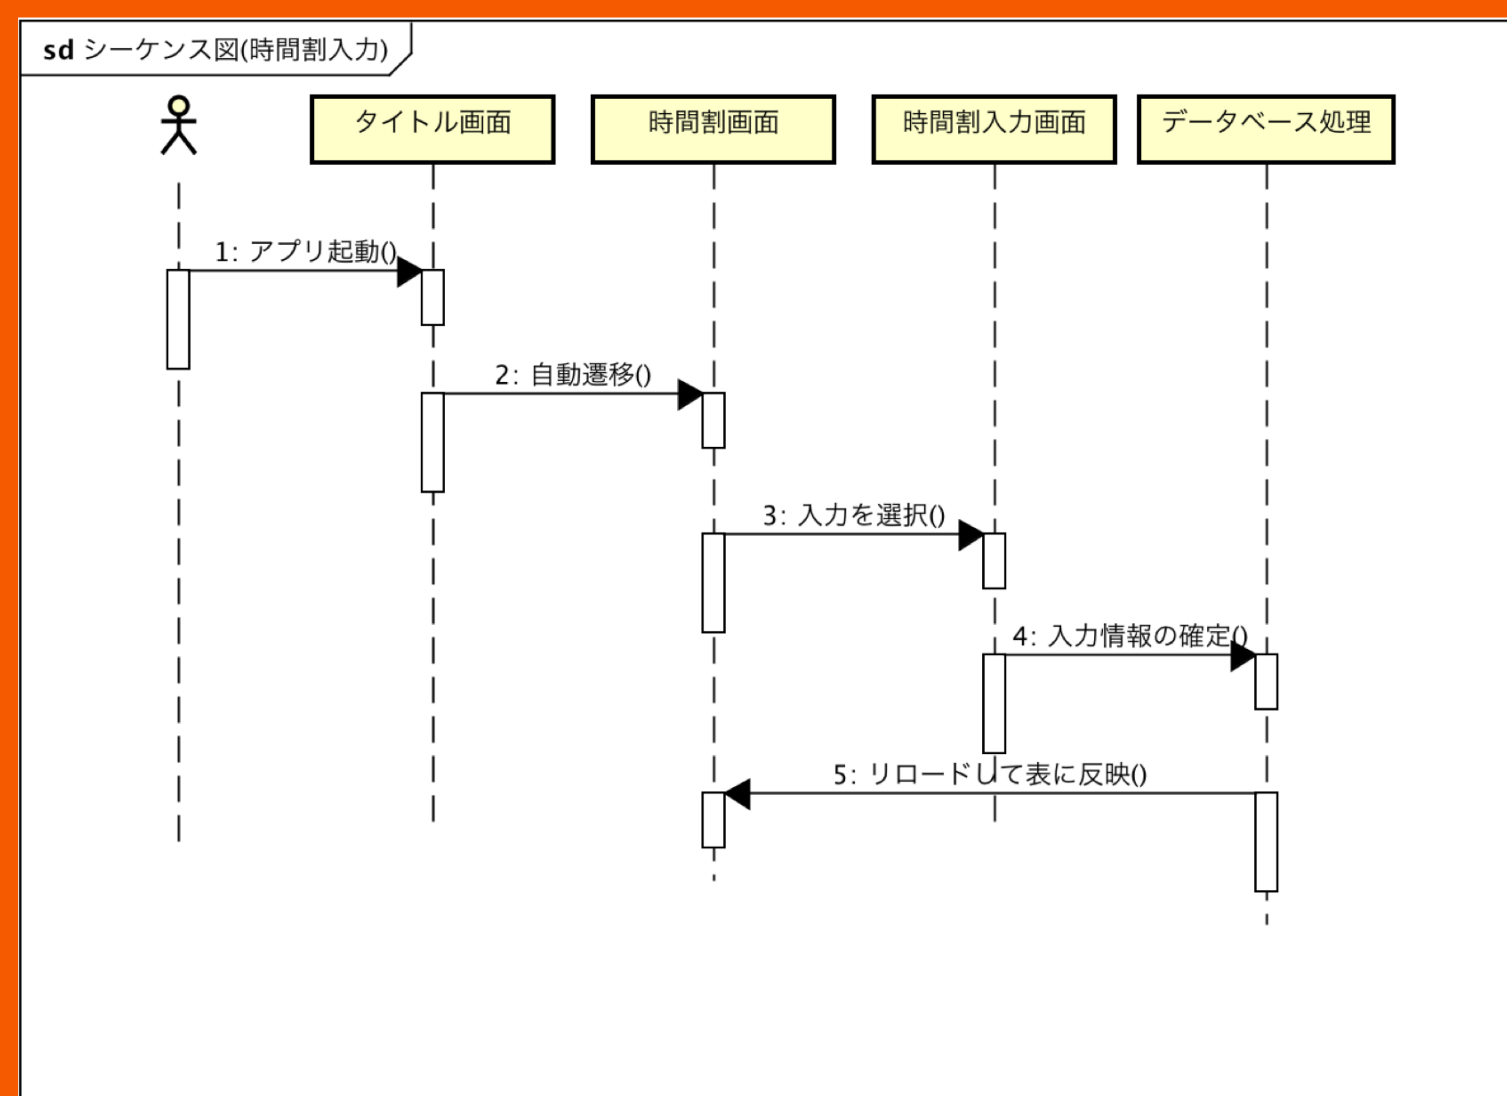 sd シーケンス図(時間割入力)
タイトル画面
時間割画面
時間割入力画面
データベース処理
1: アプリ起動()
2: 自動遷移()
3: 入力を選択()
4: 入力情報の確定()
5: リロードして表に反映()